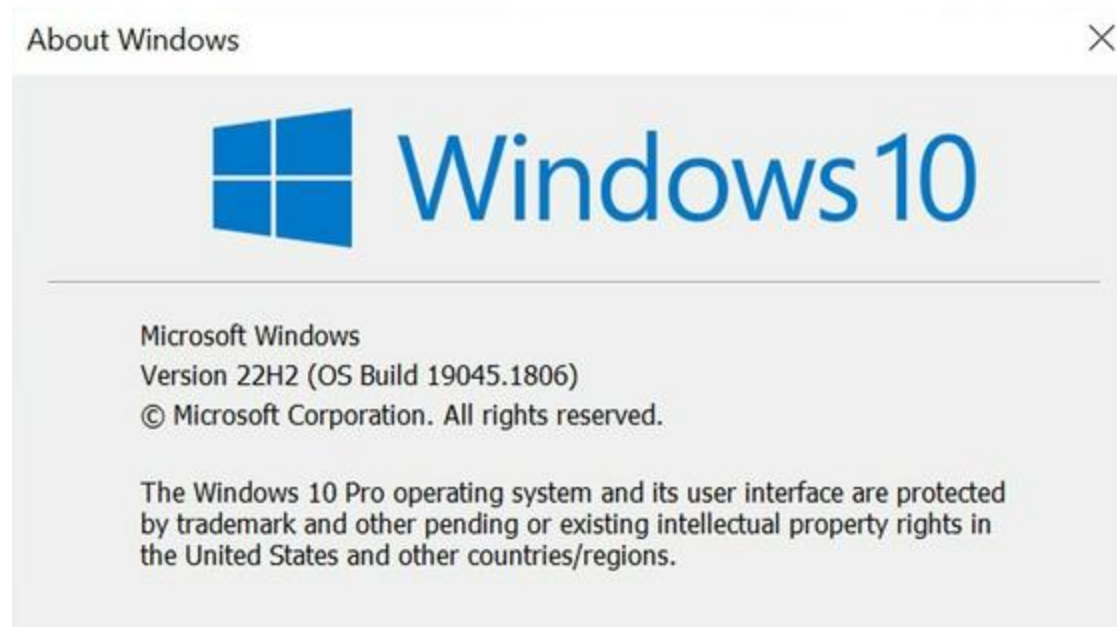 About Windows
Windows 10
Microsoft Windows
Version 22H2 (OS Build 19045.1806)
© Microsoft Corporation. All rights reserved.
The Windows 10 Pro operating system and its user interface are protected
by trademark and other pending or existing intellectual property rights in
the United States and other countries/regions.